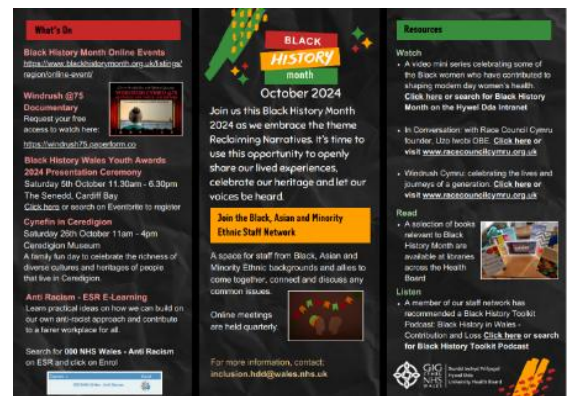 What's On
Black History Month Online Events
https://www.blackhistorymonth.org.uk/listings/
region/online-event/
Windrush @75
Documentary
Request your free
access to watch here:
https://windrush75.paperform.co
Black History Wales Youth Awards
2024 Presentation Ceremony
Saturday 5th October 11.30am - 6.30pm
The Senedd, Cardiff Bay
Click here or search on Eventbrite to register
Cynefin in Ceredigion
Saturday 26th October 11am - 4pm
Ceredigion Museum
A family fun day to celebrate the richness of
diverse cultures and heritages of people
that live in Ceredigion.
Anti Racism - ESR E-Learning
Learn practical ideas on how we can build on
our own anti-racist approach and contribute
to a fairer workplace for all.
Search for 000 NHS Wales - Anti Racism
on ESR and click on Enrol
BLACK
HISTORY
month
October 2024
Join us this Black History Month
2024 as we embrace the theme
Reclaiming Narratives. It's time to
use this opportunity to openly
share our lived experiences,
celebrate our heritage and let our
voices be heard.
Join the Black, Asian and Minority
Ethnic Staff Network
A space for staff from Black, Asian and
Minority Ethnic backgrounds and allies to
come together, connect and discuss any
common issues.
Online meetings
are held quarterly.
For more information, contact:
inclusion.hdd@wales.nhs.uk
Resources
Watch
• A video mini series celebrating some of
the Black women who have contributed to
shaping modern day women's health.
Click here or search for Black History
Month on the Hywel Dda Intranet
• In Conversation: with Race Council Cymru
founder, Uzo Iwobi OBE. Click here or
visit www.racecouncilcymru.org.uk
• Windrush Cymru: celebrating the lives and
journeys of a generation. Click here or
visit www.racecouncilcymru.org.uk
Read
• A selection of books
relevant to Black
History Month are
available at libraries
across the Health
Board
Listen
• A member of our staff network has
recommended a Black History Toolkit
Podcast: Black History in Wales -
Contribution and Loss Click here or search
for Black History Toolkit Podcast
GIG
CYMRU
NHS
WALES
Bwrdd Iechyd Prifysgol
Hywel Dda
University Health Board